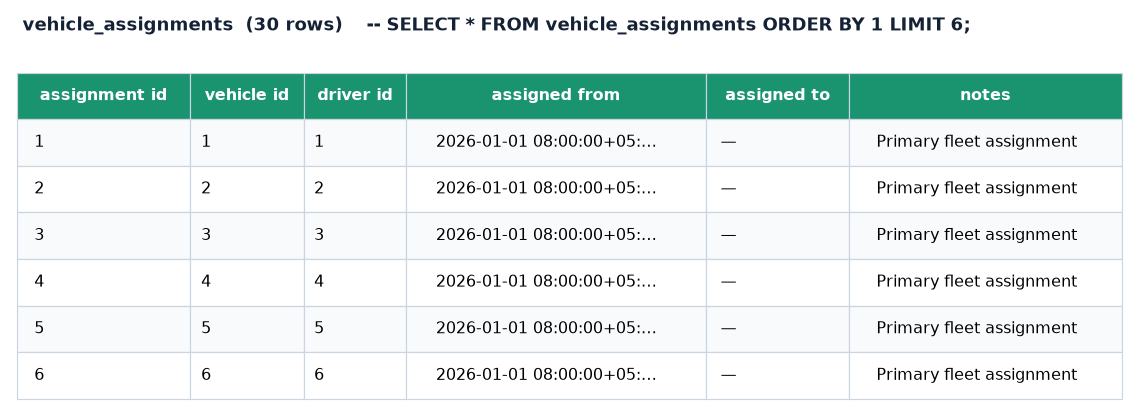 vehicle_assignments (30 rows) -- SELECT * FROM vehicle_assignments ORDER BY 1 LIMIT 6;
assignment id vehicle id driver id assigned from assigned to notes
1 1 1 2026-01-01 08:00:00+05:... — Primary fleet assignment
2 2 2 2026-01-01 08:00:00+05:... — Primary fleet assignment
3 3 3 2026-01-01 08:00:00+05:... — Primary fleet assignment
4 4 4 2026-01-01 08:00:00+05:... — Primary fleet assignment
5 5 5 2026-01-01 08:00:00+05:... — Primary fleet assignment
6 6 6 2026-01-01 08:00:00+05:... — Primary fleet assignment